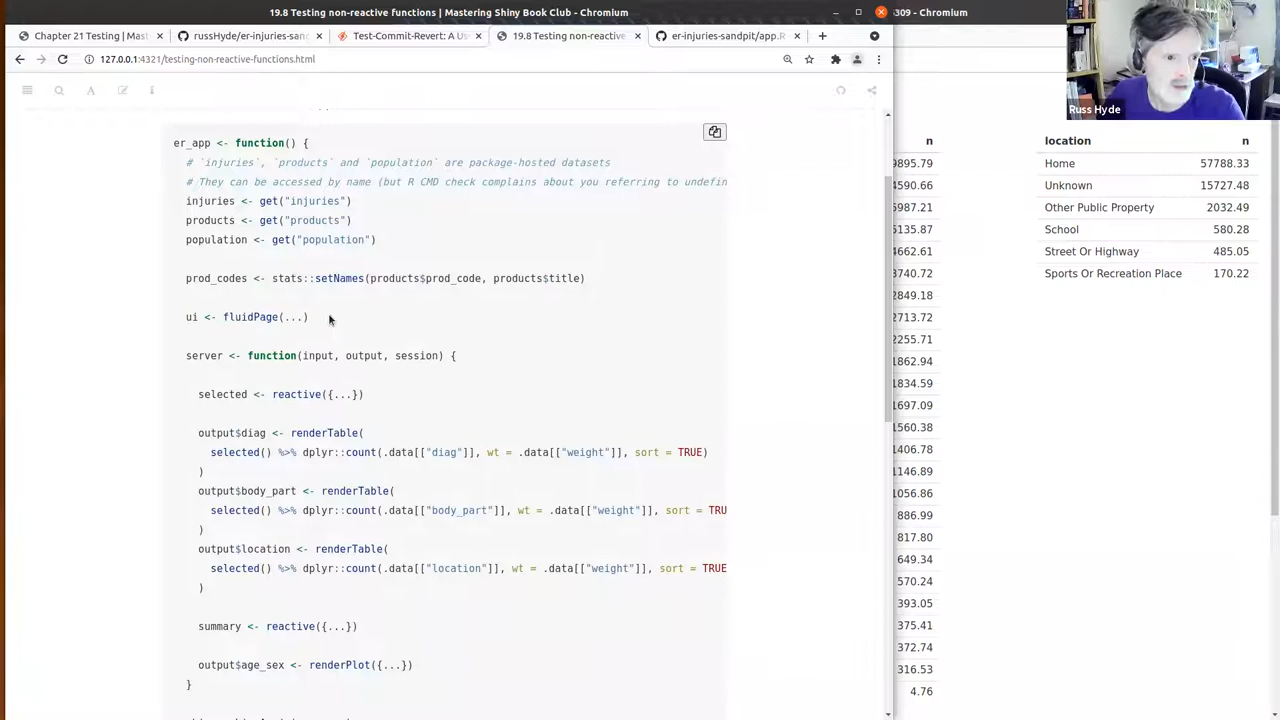 19.8 Testing non-reactive functions | Mastering Shiny Book Club - Chromium
309 - Chromium
Chapter 21 Testing | Mast
russHyde/er-injuries-sand
Test-Commit-Revert: A Us
19.8 Testing non-reactive
er-injuries-sandpit/app.R
127.0.0.1:4321/testing-non-reactive-functions.html
Russ Hyde
er_app <- function() {
# `injuries`, `products` and `population` are package-hosted datasets
# They can be accessed by name (but R CMD check complains about you referring to undefin
injuries <- get("injuries")
products <- get("products")
population <- get("population")
prod_codes <- stats::setNames(products$prod_code, products$title)
ui <- fluidPage(...)
server <- function(input, output, session) {
selected <- reactive({...})
output$diag <- renderTable(
selected() %>% dplyr::count(.data[["diag"]], wt = .data[["weight"]], sort = TRUE)
)
output$body_part <- renderTable(
selected() %>% dplyr::count(.data[["body_part"]], wt = .data[["weight"]], sort = TRU
)
output$location <- renderTable(
selected() %>% dplyr::count(.data[["location"]], wt = .data[["weight"]], sort = TRUE
)
summary <- reactive({...})
output$age_sex <- renderPlot({...})
}
n
9895.79
4590.66
5987.21
5135.87
4662.61
3740.72
2849.18
2713.72
2255.71
1862.94
1834.59
1697.09
1560.38
1406.78
1146.89
1056.86
886.99
817.80
649.34
570.24
393.05
375.41
372.74
316.53
4.76
location n
Home 57788.33
Unknown 15727.48
Other Public Property 2032.49
School 580.28
Street Or Highway 485.05
Sports Or Recreation Place 170.22